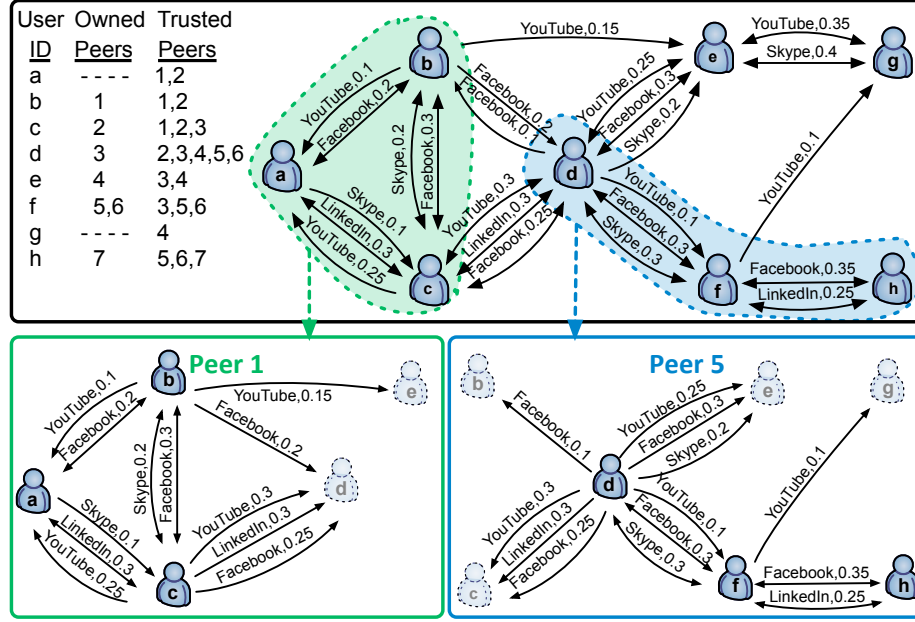 User Owned Trusted
ID Peers Peers
a ---- 1,2
b 1 1,2
c 2 1,2,3
d 3 2,3,4,5,6
e 4 3,4
f 5,6 3,5,6
g ---- 4
h 7 5,6,7
YouTube,0.15
YouTube,0.35
Skype,0.4
b
e
g
YouTube,0.1
Facebook,0.2
Facebook,0.2
Facebook,0.1
YouTube,0.25
Facebook,0.3
Skype,0.2
Skype,0.2
Facebook,0.3
a
d
YouTube,0.1
Skype,0.1
LinkedIn,0.3
YouTube,0.25
YouTube,0.3
LinkedIn,0.3
Facebook,0.25
YouTube,0.1
Facebook,0.3
Skype,0.3
c
f
h
Facebook,0.35
LinkedIn,0.25
Peer 1
b
e
YouTube,0.15
YouTube,0.1
Facebook,0.2
Skype,0.2
Facebook,0.3
Facebook,0.2
a
d
Skype,0.1
LinkedIn,0.3
YouTube,0.25
YouTube,0.3
LinkedIn,0.3
Facebook,0.25
c
Peer 5
b
e
g
Facebook,0.1
YouTube,0.25
Facebook,0.3
Skype,0.2
YouTube,0.1
d
YouTube,0.3
LinkedIn,0.3
Facebook,0.25
YouTube,0.1
Facebook,0.3
Skype,0.3
c
f
h
Facebook,0.35
LinkedIn,0.25